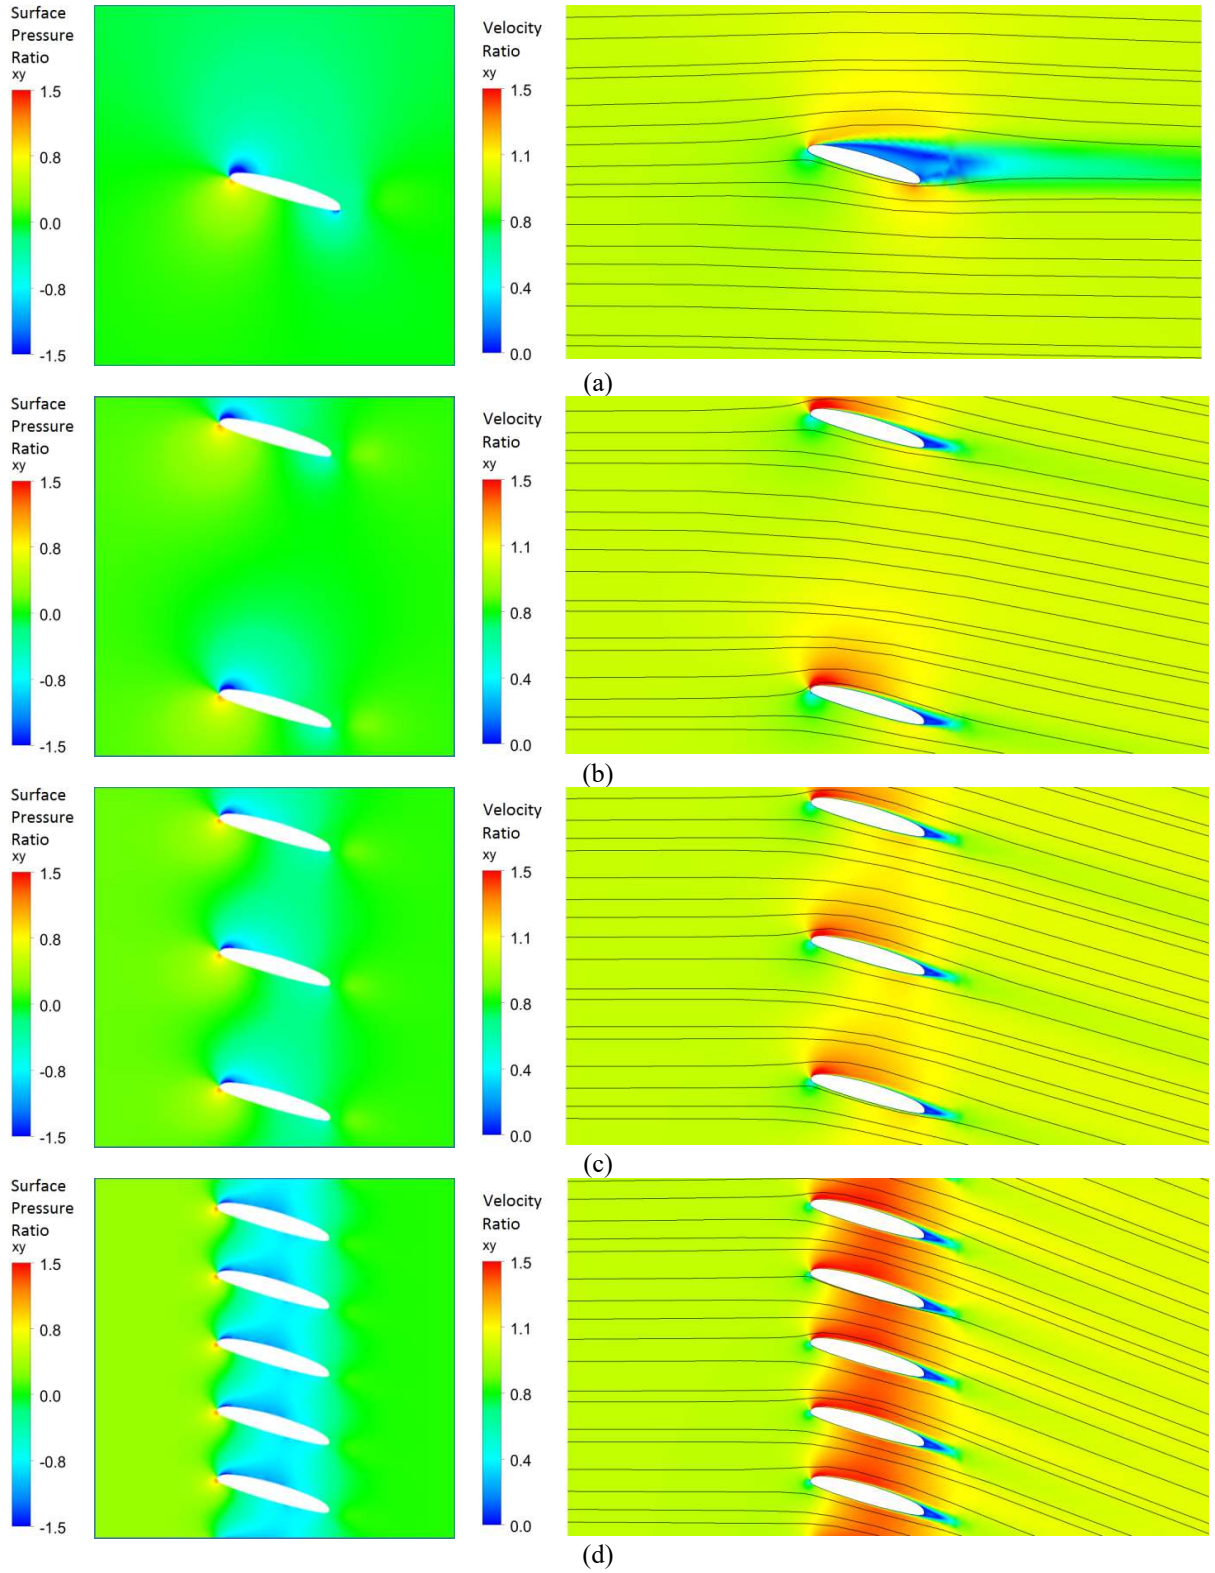 Surface
Pressure
Ratio
xy
1.5
0.8
0.0
-0.8
-1.5
Velocity
Ratio
xy
1.5
1.1
0.8
0.4
0.0
(a)
Surface
Pressure
Ratio
xy
1.5
0.8
0.0
-0.8
-1.5
Velocity
Ratio
xy
1.5
1.1
0.8
0.4
0.0
(b)
Surface
Pressure
Ratio
xy
1.5
0.8
0.0
-0.8
-1.5
Velocity
Ratio
xy
1.5
1.1
0.8
0.4
0.0
(c)
Surface
Pressure
Ratio
xy
1.5
0.8
0.0
-0.8
-1.5
Velocity
Ratio
xy
1.5
1.1
0.8
0.4
0.0
(d)